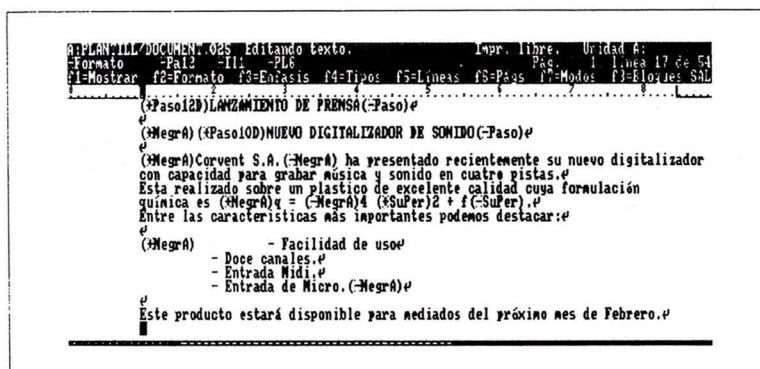 A:PLANTILL/DOCUMENT.025 Editando texto. Impr. libre. Unidad A:
-Formato -Pa12 -I11 -PL6 . Pág. 1 línea 17 de 54
f1=Mostrar f2=Formato f3=Enfasis f4=Tipos f5=Líneas f6=Págs f7=Modos f8=Bloques SAL
(+Paso12D)LANZAMIENTO DE PRENSA(-Paso)↵
↵
(+NegrA)(+Paso10D)NUEVO DIGITALIZADOR DE SONIDO(-Paso)↵
↵
(+NegrA)Corvent S.A.(-NegrA) ha presentado recientemente su nuevo digitalizador
con capacidad para grabar música y sonido en cuatro pistas.↵
Esta realizado sobre un plastico de excelente calidad cuya formulación
química es (+NegrA)q = (-NegrA)4 (+SuPer)2 + f(-SuPer).↵
Entre las caracteristicas más importantes podemos destacar:↵
↵
(+NegrA) - Facilidad de uso↵
- Doce canales.↵
- Entrada Midi.↵
- Entrada de Micro.(-NegrA)↵
↵
Este producto estará disponible para mediados del próximo mes de Febrero.↵